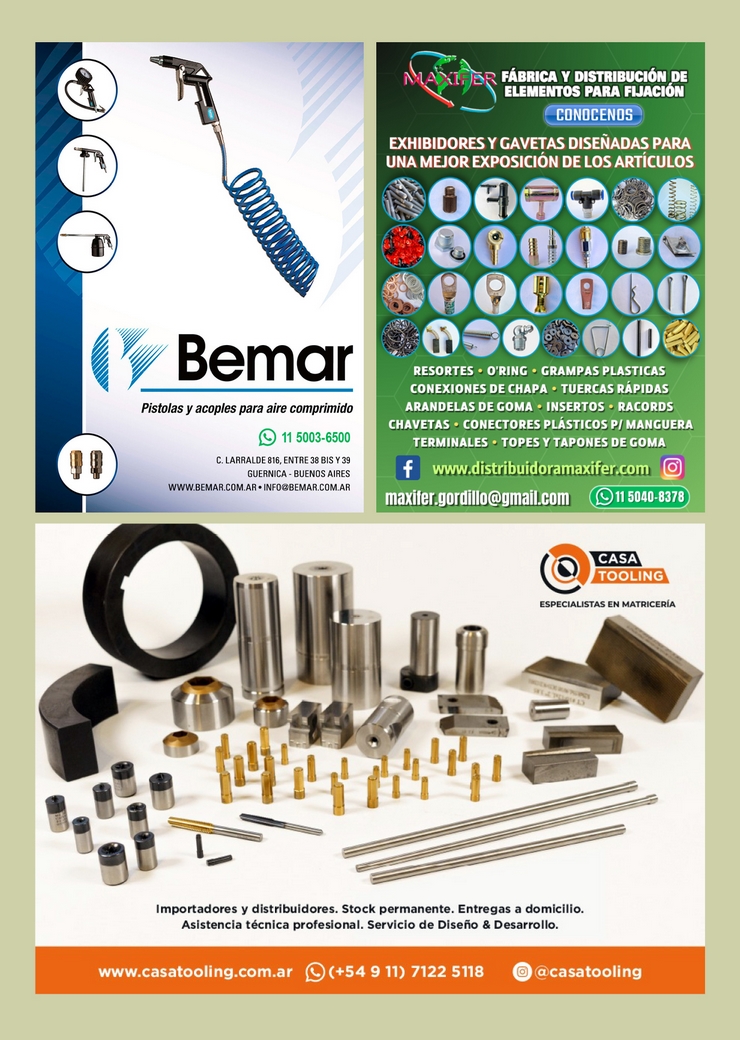 Bemar
Pistolas y acoples para aire comprimido
11 5003-6500
C. LARRALDE 816, ENTRE 38 BIS Y 39
GUERNICA - BUENOS AIRES
WWW.BEMAR.COM.AR • INFO@BEMAR.COM.AR
MAXIFER
FÁBRICA Y DISTRIBUCIÓN DE
ELEMENTOS PARA FIJACIÓN
CONOCENOS
EXHIBIDORES Y GAVETAS DISEÑADAS PARA
UNA MEJOR EXPOSICIÓN DE LOS ARTÍCULOS
RESORTES • O'RING • GRAMPAS PLASTICAS
CONEXIONES DE CHAPA • TUERCAS RÁPIDAS
ARANDELAS DE GOMA • INSERTOS • RACORDS
CHAVETAS • CONECTORES PLÁSTICOS P/ MANGUERA
TERMINALES • TOPES Y TAPONES DE GOMA
www.distribuidoramaxifer.com
maxifer.gordillo@gmail.com
11 5040-8378
CASA
TOOLING
ESPECIALISTAS EN MATRICERÍA
Importadores y distribuidores. Stock permanente. Entregas a domicilio.
Asistencia técnica profesional. Servicio de Diseño & Desarrollo.
www.casatooling.com.ar
(+54 9 11) 7122 5118
@casatooling